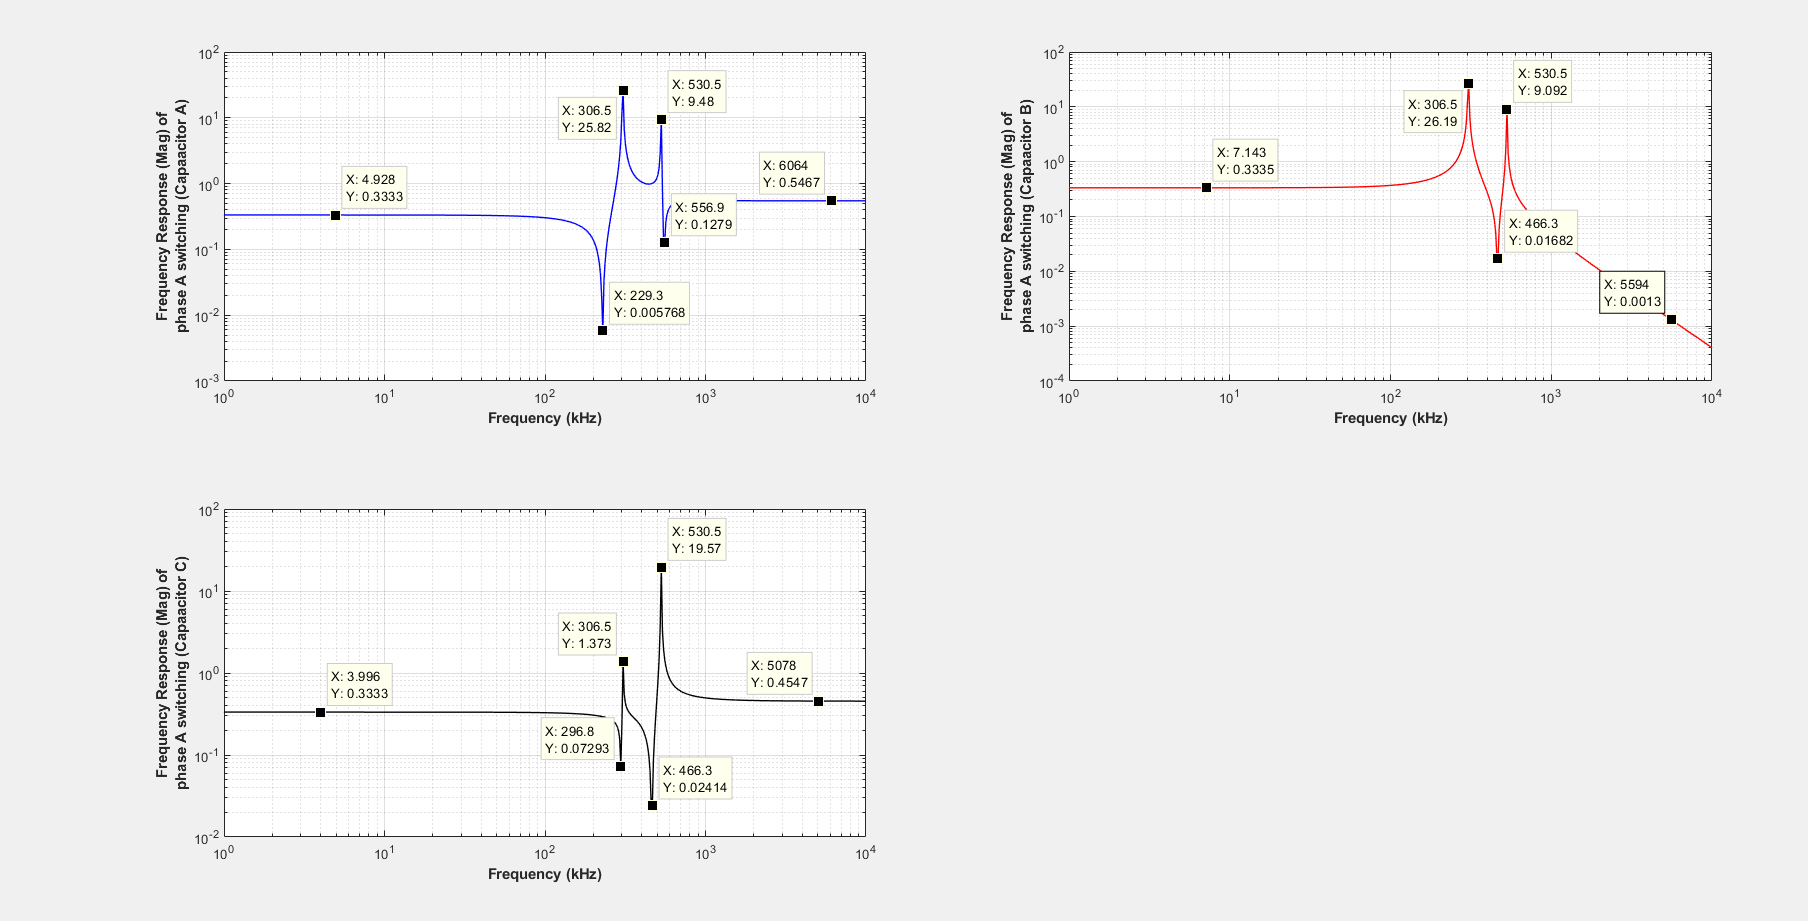 Frequency Response (Mag) of
phase A switching (Capaacitor A)
10^2
10^1
10^0
10^-1
10^-2
10^-3
X: 4.928
Y: 0.3333
X: 306.5
Y: 25.82
X: 530.5
Y: 9.48
X: 6064
Y: 0.5467
X: 556.9
Y: 0.1279
X: 229.3
Y: 0.005768
10^0 10^1 10^2 10^3 10^4
Frequency (kHz)
Frequency Response (Mag) of
phase A switching (Capaacitor B)
10^2
10^1
10^0
10^-1
10^-2
10^-3
10^-4
X: 7.143
Y: 0.3335
X: 306.5
Y: 26.19
X: 530.5
Y: 9.092
X: 466.3
Y: 0.01682
X: 5594
Y: 0.0013
10^0 10^1 10^2 10^3 10^4
Frequency (kHz)
Frequency Response (Mag) of
phase A switching (Capaacitor C)
10^2
10^1
10^0
10^-1
10^-2
X: 3.996
Y: 0.3333
X: 306.5
Y: 1.373
X: 530.5
Y: 19.57
X: 5078
Y: 0.4547
X: 296.8
Y: 0.07293
X: 466.3
Y: 0.02414
10^0 10^1 10^2 10^3 10^4
Frequency (kHz)